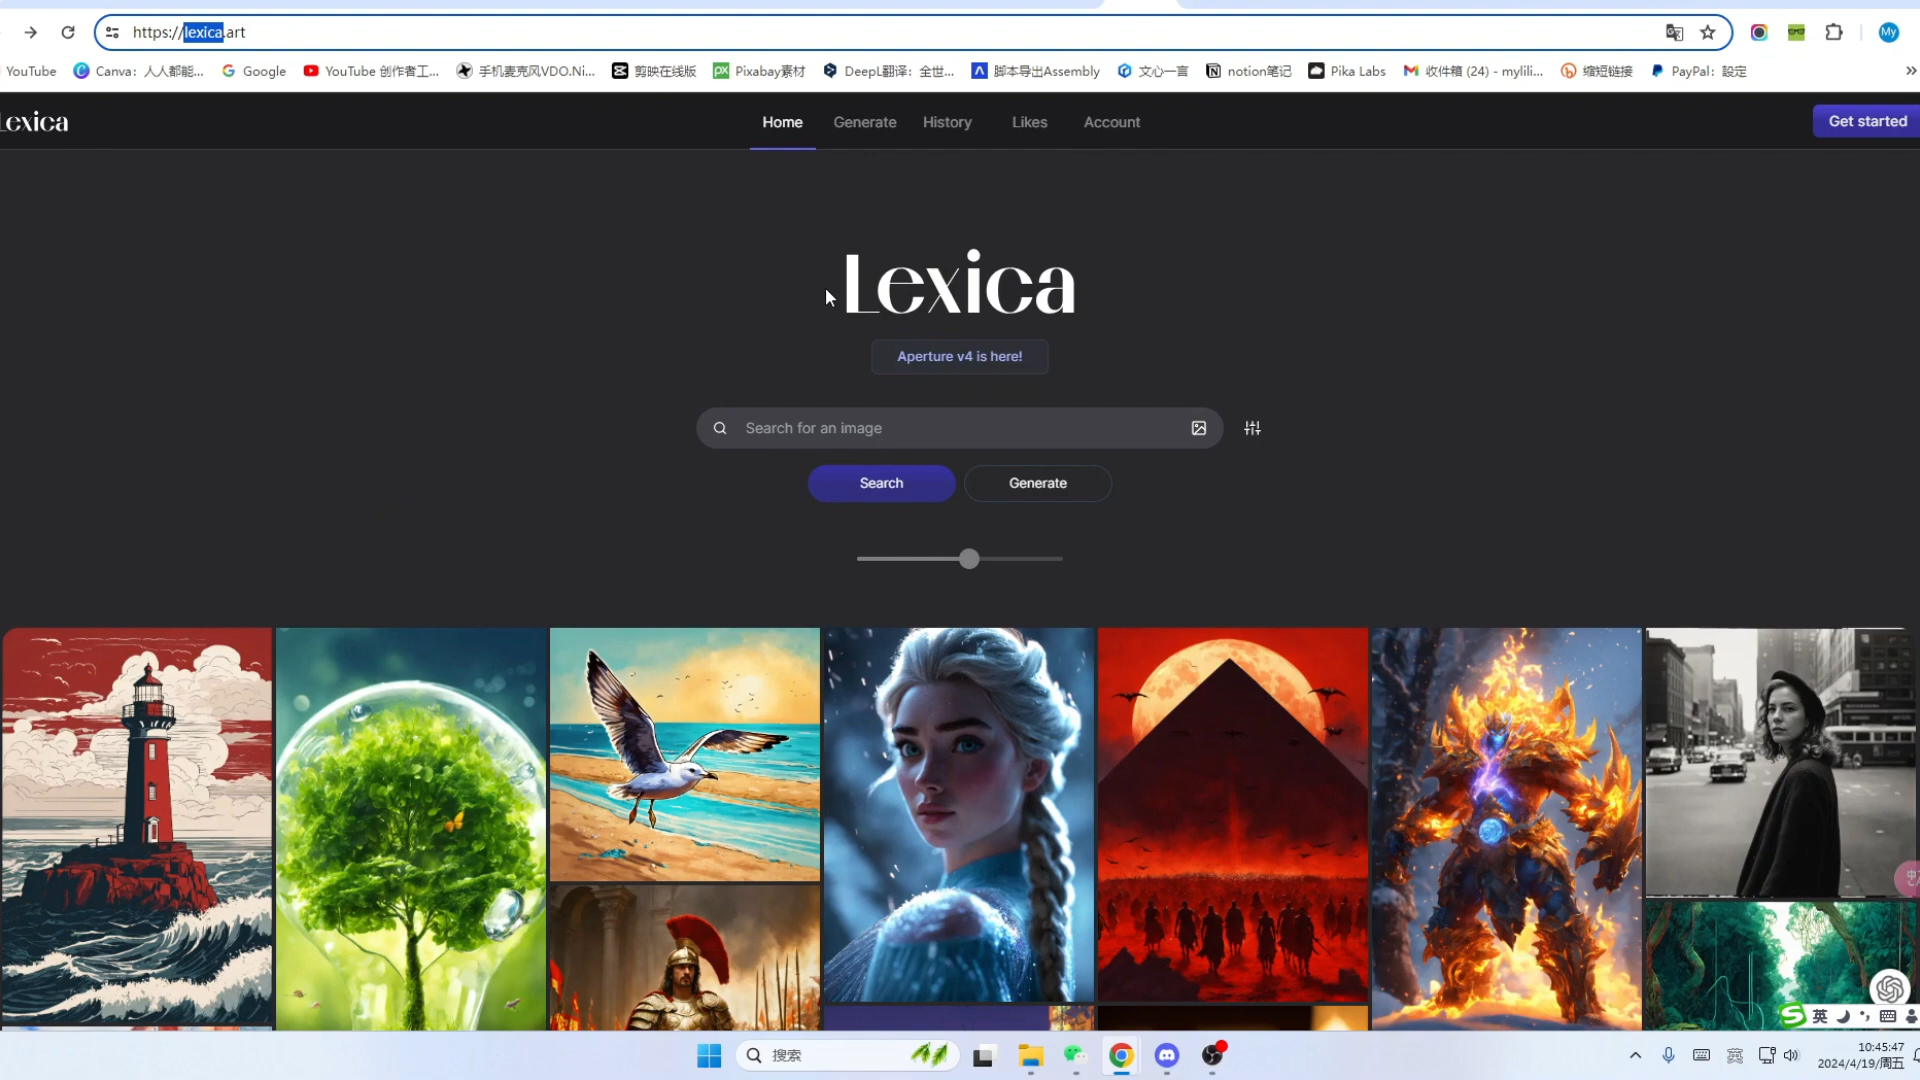 https://lexica.art
My
YouTube
Canva：人人都能...
Google
YouTube 创作者工...
手机麦克风VDO.Ni...
剪映在线版
Pixabay素材
DeepL翻译：全世...
脚本导出Assembly
文心一言
notion笔记
Pika Labs
收件箱 (24) - mylili...
缩短链接
PayPal：設定
Lexica
Home
Generate
History
Likes
Account
Get started
Lexica
Aperture v4 is here!
Search for an image
Search
Generate
英
搜索
英
10:45:47
2024/4/19/周五